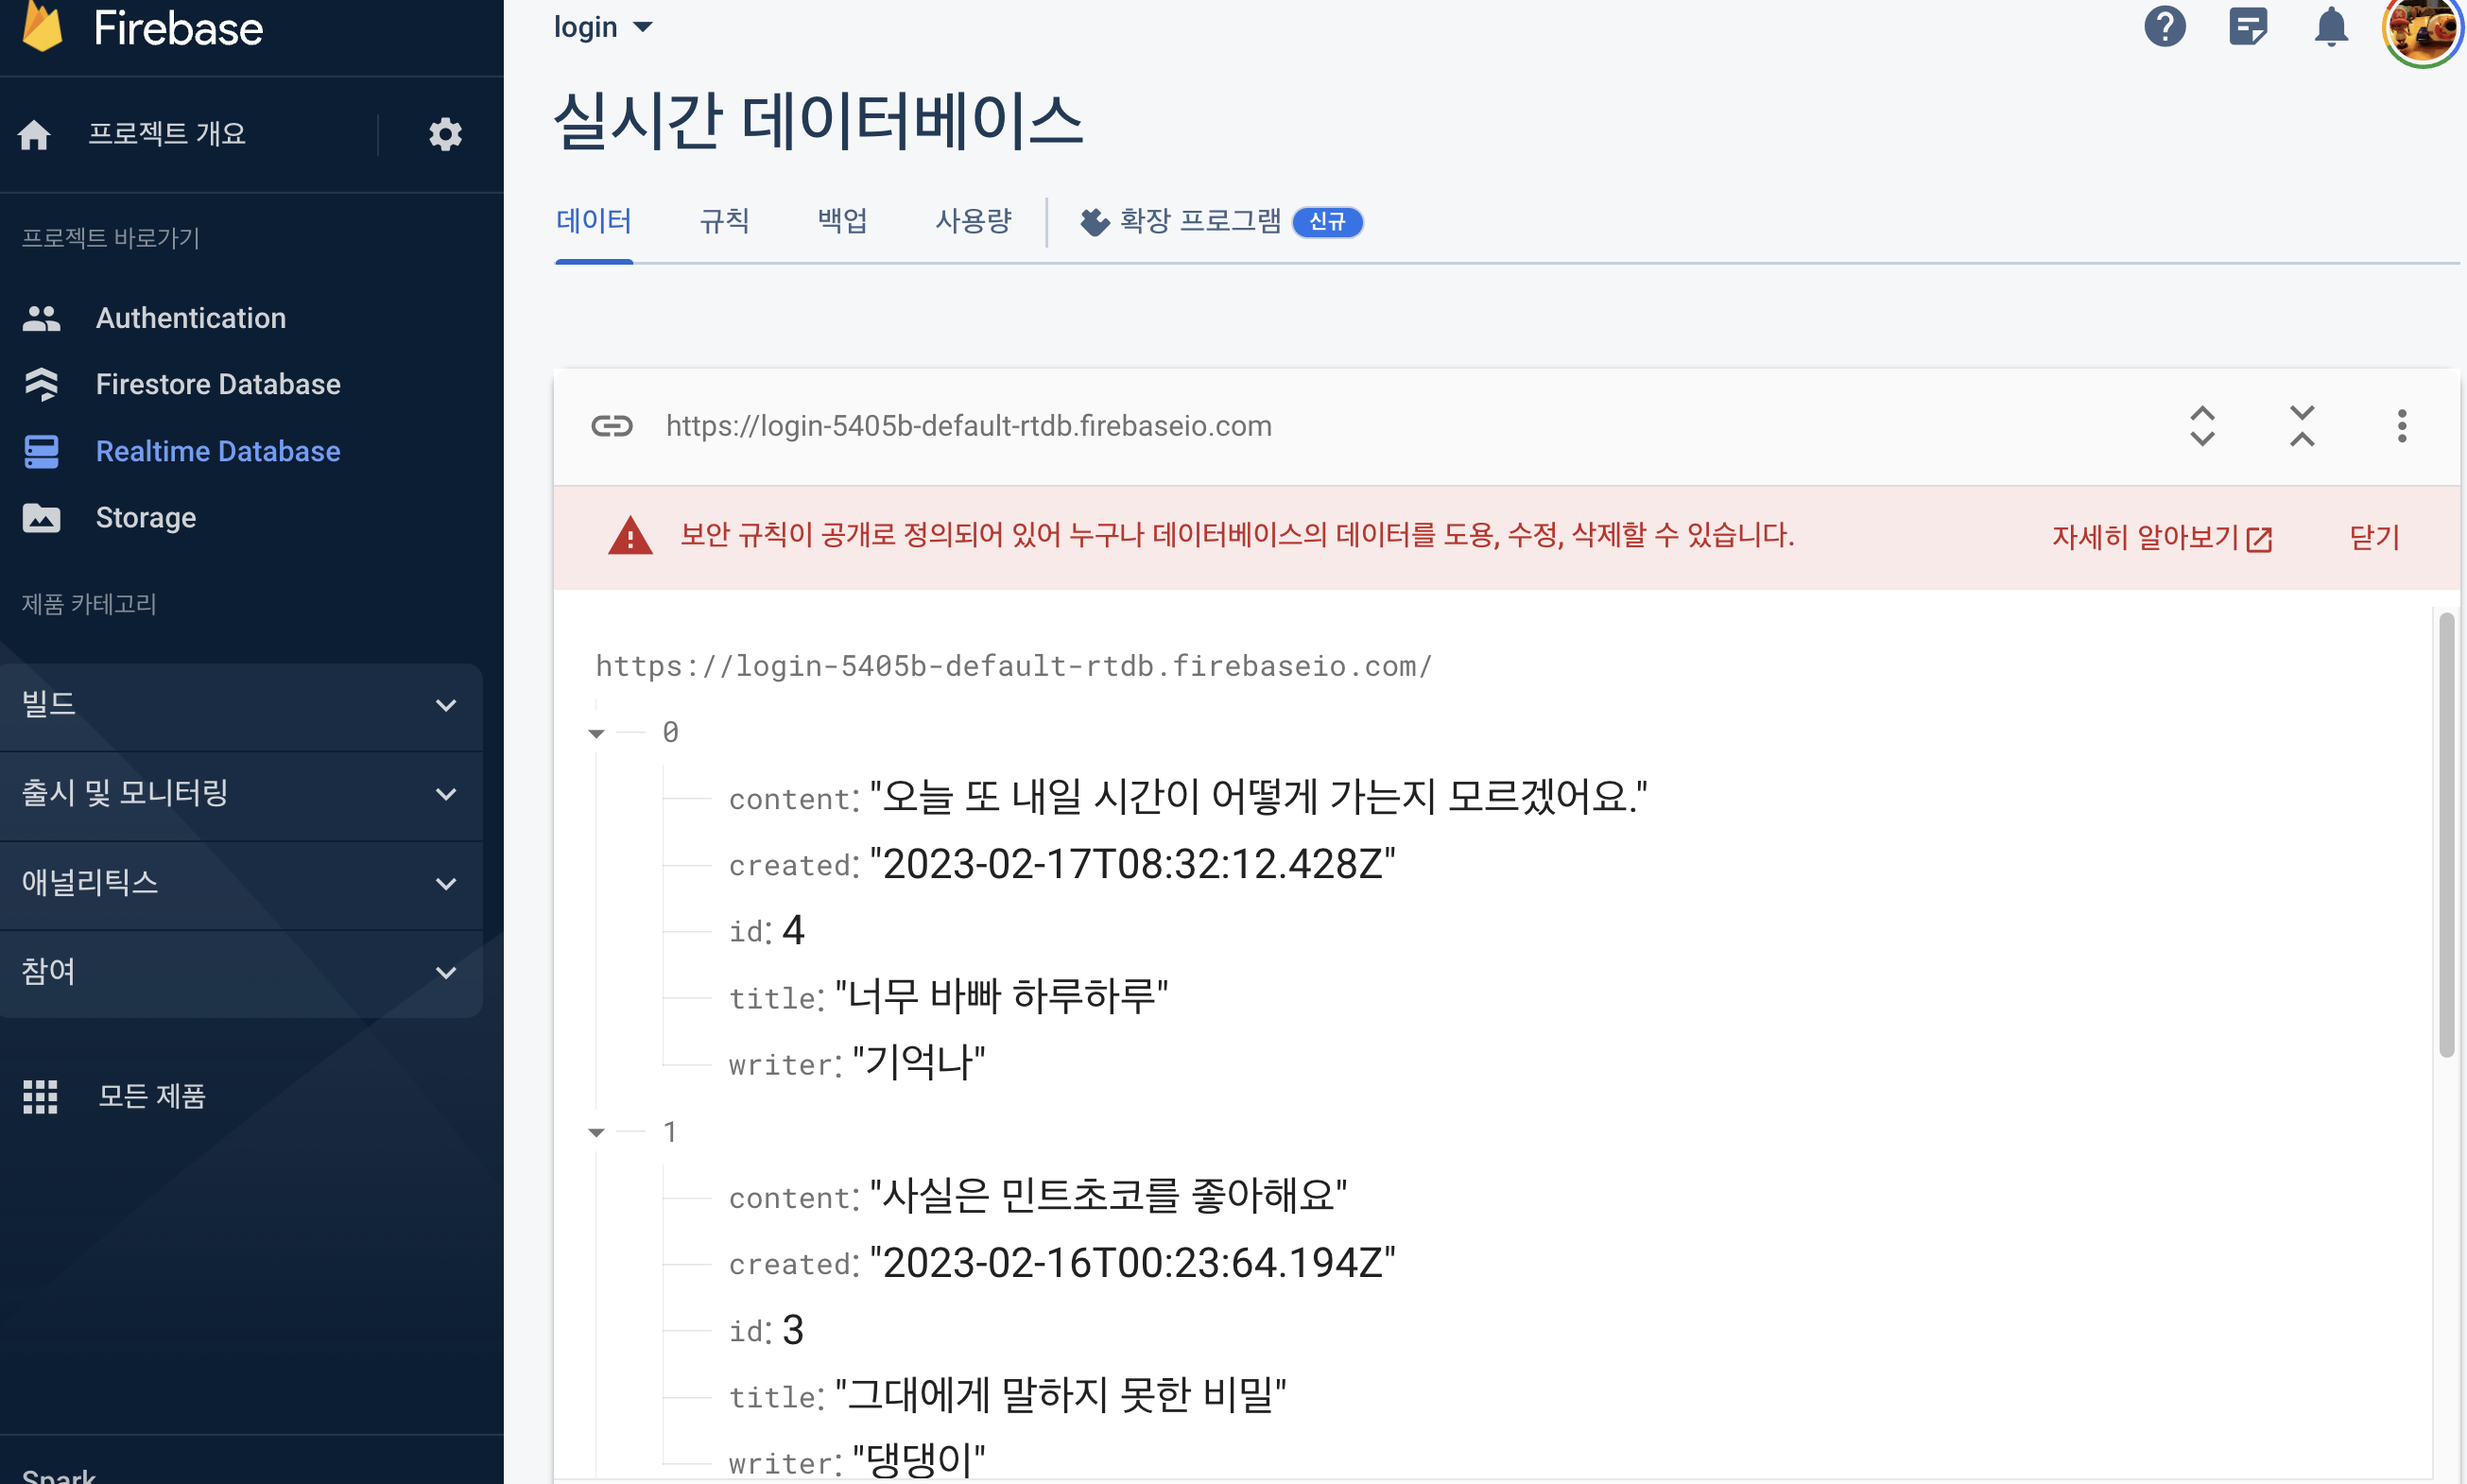 Firebase
프로젝트 개요
프로젝트 바로가기
Authentication
Firestore Database
Realtime Database
Storage
제품 카테고리
빌드
출시 및 모니터링
애널리틱스
참여
모든 제품
Spark
login
실시간 데이터베이스
데이터 규칙 백업 사용량 확장 프로그램 신규
https://login-5405b-default-rtdb.firebaseio.com
보안 규칙이 공개로 정의되어 있어 누구나 데이터베이스의 데이터를 도용, 수정, 삭제할 수 있습니다. 자세히 알아보기 닫기
https://login-5405b-default-rtdb.firebaseio.com/
0
content: "오늘 또 내일 시간이 어떻게 가는지 모르겠어요."
created: "2023-02-17T08:32:12.428Z"
id: 4
title: "너무 바빠 하루하루"
writer: "기억나"
1
content: "사실은 민트초코를 좋아해요"
created: "2023-02-16T00:23:64.194Z"
id: 3
title: "그대에게 말하지 못한 비밀"
writer: "댕댕이"